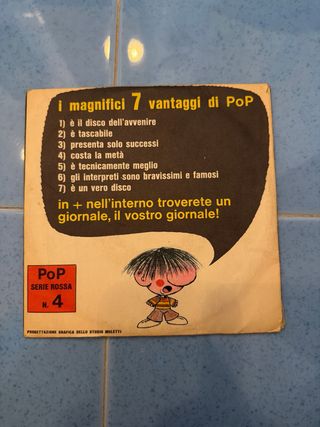 i magnifici 7 vantaggi di PoP
1) è il disco dell'avvenire
2) è tascabile
3) presenta solo successi
4) costa la metà
5) è tecnicamente meglio
6) gli interpreti sono bravissimi e famosi
7) è un vero disco
in + nell'interno troverete un
giornale, il vostro giornale!
PoP
SERIE ROSSA
N. 4
PROGETTAZIONE GRAFICA DELLO STUDIO MOLETTI